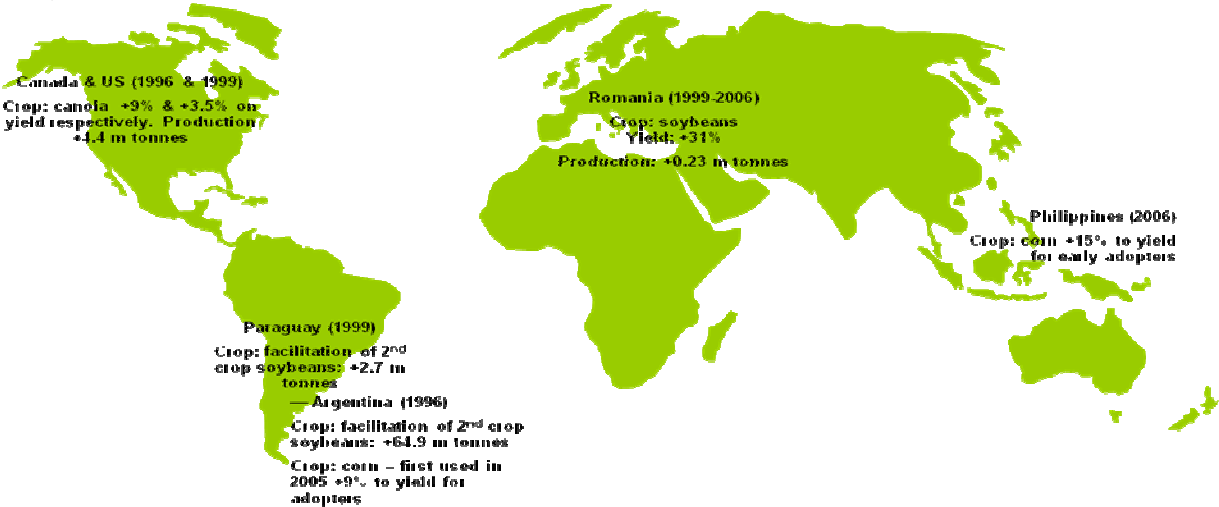 Canada & US (1996 & 1999)
Crop: canola +9% & +3.5% on
yield respectively. Production
+4.4 m tonnes
Romania (1999-2006)
Crop: soybeans
Yield: +31%
Production: +0.23 m tonnes
Philippines (2006)
Crop: corn +15% to yield
for early adopters
Paraguay (1999)
Crop: facilitation of 2nd
crop soybeans: +2.7 m
tonnes
— Argentina (1996)
Crop: facilitation of 2nd crop
soybeans: +64.9 m tonnes
Crop: corn – first used in
2005 +9% to yield for
adopters